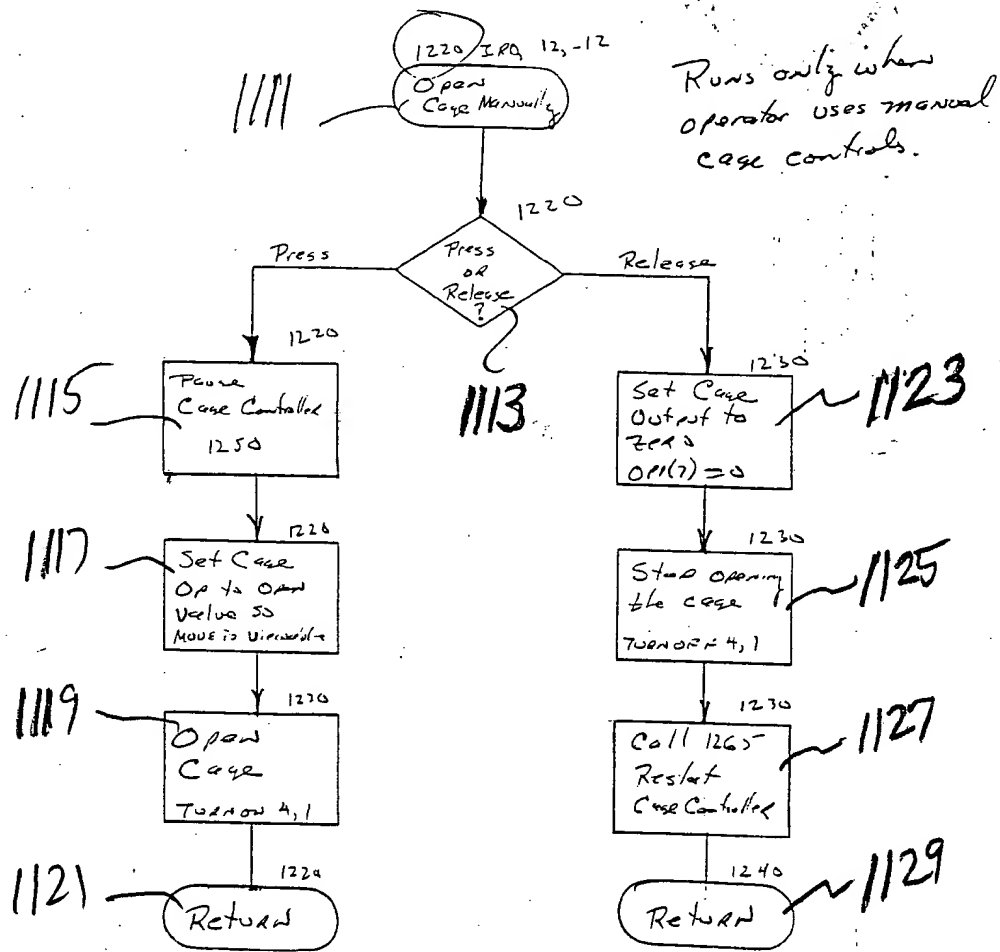 1220 IRQ 12,-12
Open
Cage Manually
1111
Runs only when
operator uses manual
cage controls.
1220
Press
or
Release
?
Press
Release
1113
1220
Pause
Cage Controller
1250
1115
1220
Set Cage
Op to Open
Value 50
Move is
1117
1230
Open
Cage
Turn on 4,1
1119
1220
Return
1121
1230
Set Cage
Output to
Zero
OP1(7)=0
1123
1230
Stop opening
the cage
Turn off 4,1
1125
1230
Call 1265
Restart
Cage Controller
1127
1240
Return
1129